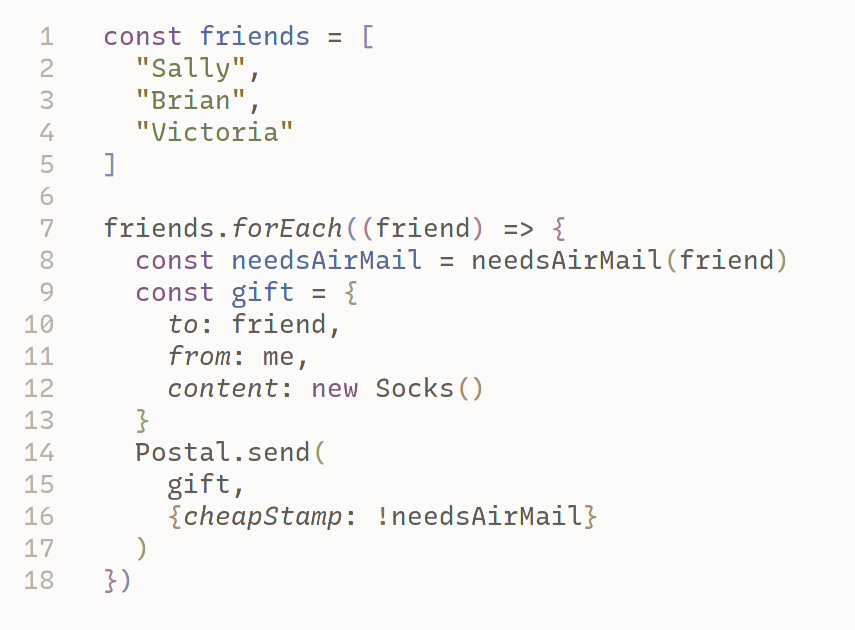 1 const friends = [
2   "Sally",
3   "Brian",
4   "Victoria"
5 ]
6
7 friends.forEach((friend) => {
8   const needsAirMail = needsAirMail(friend)
9   const gift = {
10     to: friend,
11     from: me,
12     content: new Socks()
13   }
14   Postal.send(
15     gift,
16     {cheapStamp: !needsAirMail}
17   )
18 })